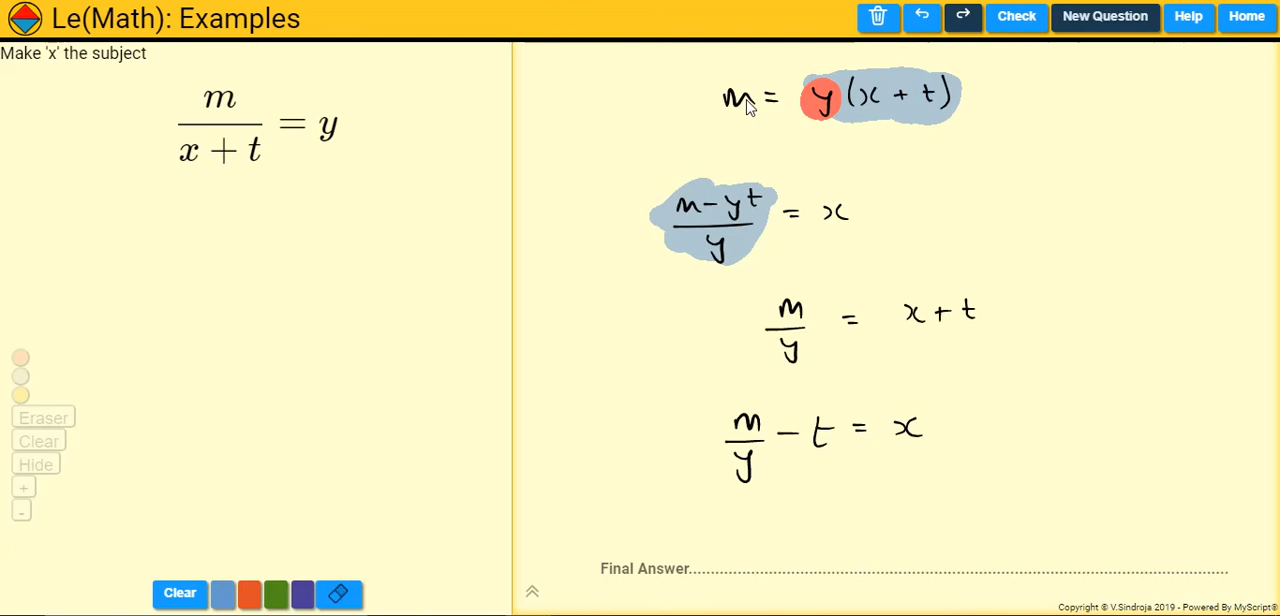 Le(Math): Examples
Check
New Question
Help
Home
Make 'x' the subject
m
x + t
= y
m = y (x + t)
m - yt
y
= x
m
y
= x + t
m
y
- t = x
Eraser
Clear
Hide
+
-
Clear
Final Answer...............................................................................................................
Copyright © V.Sindroja 2019 - Powered By MyScript®